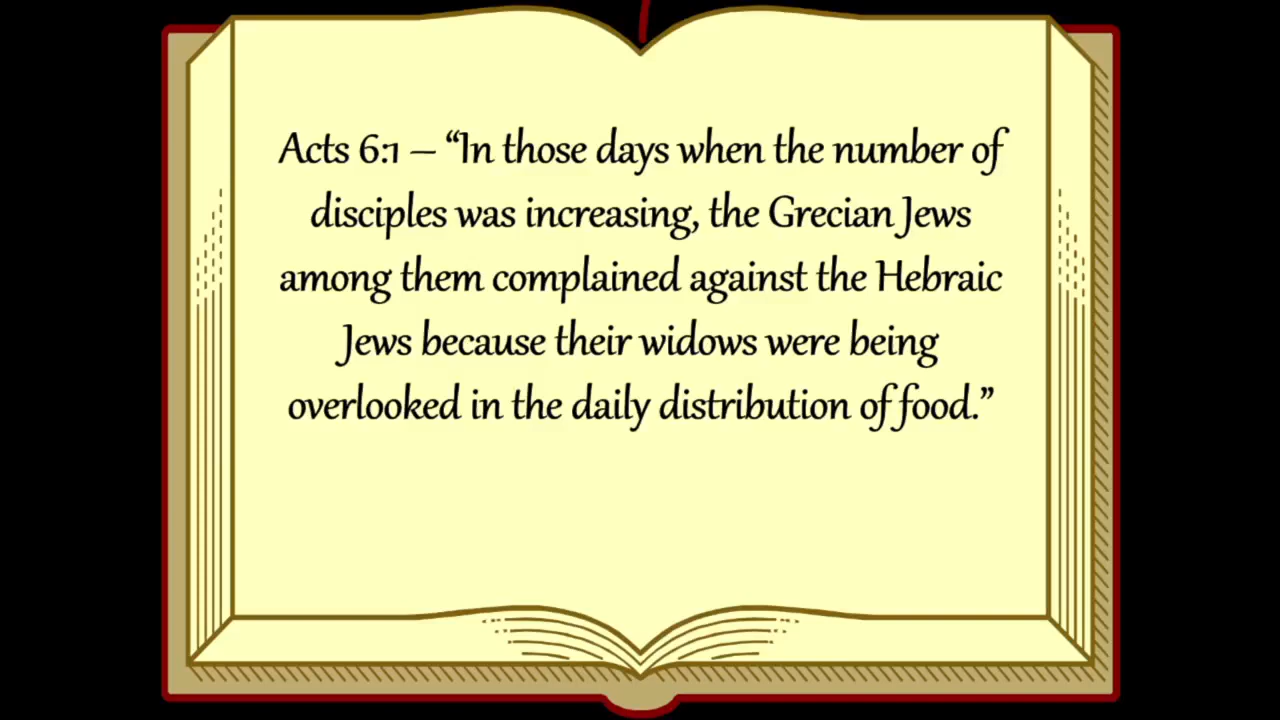 Acts 6:1 – “In those days when the number of
disciples was increasing, the Grecian Jews
among them complained against the Hebraic
Jews because their widows were being
overlooked in the daily distribution of food.”